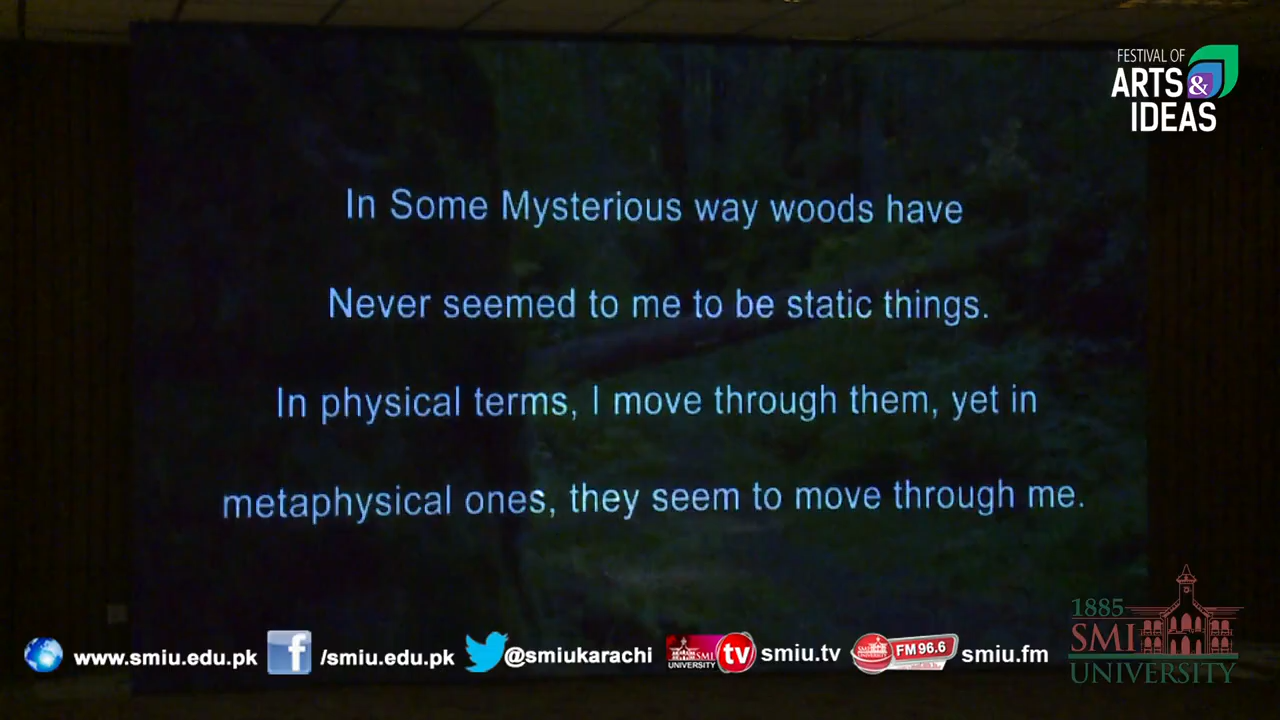 FESTIVAL OF
ARTS &
IDEAS
In Some Mysterious way woods have
Never seemed to me to be static things.
In physical terms, I move through them, yet in
metaphysical ones, they seem to move through me.
www.smiu.edu.pk
/smiu.edu.pk
@smiukarachi
SMI
UNIVERSITY
tv
smiu.tv
FM 96.6
smiu.fm
1885
SMI
UNIVERSITY